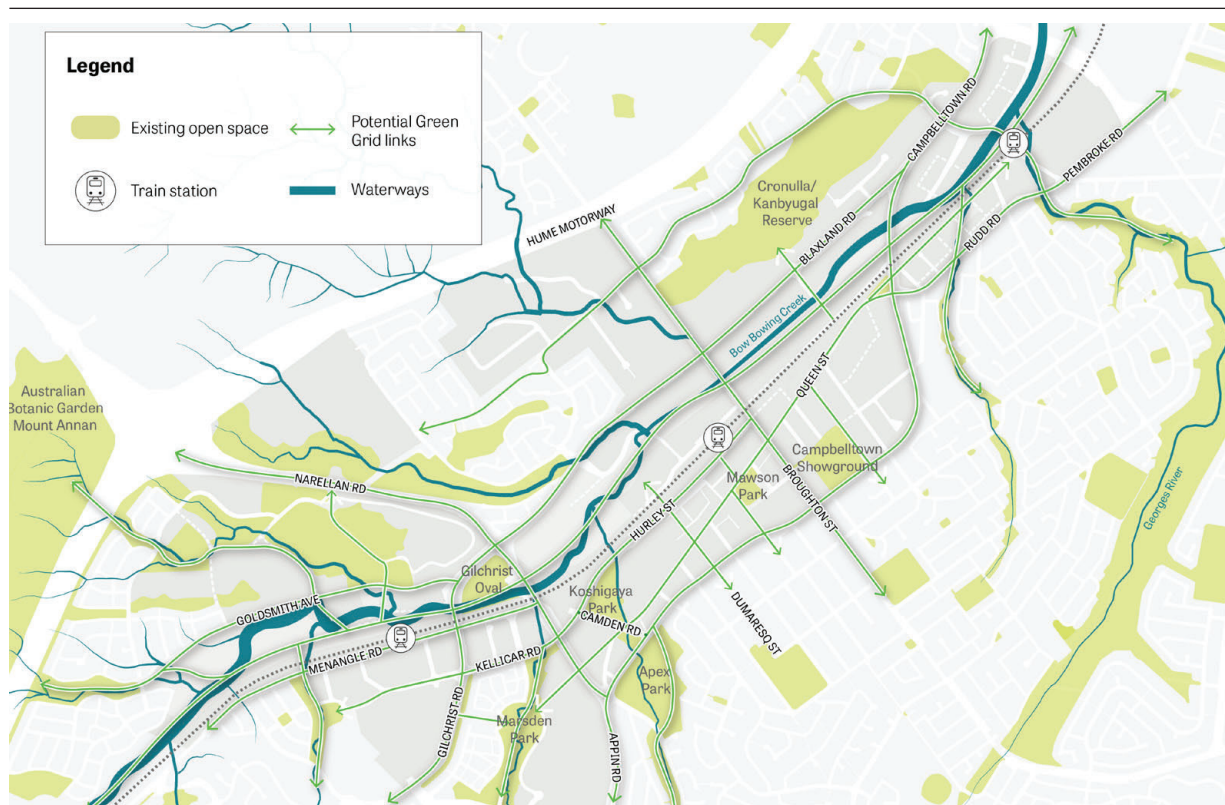 Legend
Existing open space
Potential Green
Grid links
Train station
Waterways
CAMPBELLTOWN RD
PEMBROKE RD
Cronulla/
Kanbyugal
Reserve
HUME MOTORWAY
BLAXLAND RD
RUDD RD
Bow Bowing Creek
QUEEN ST
Australian
Botanic Garden
Mount Annan
Campbelltown
Showground
Mawson
Park
BROUGHTON ST
NARELLAN RD
HURLEY ST
Georges River
Gilchrist
Oval
Koshigaya
Park
GOLDSMITH AVE
CAMDEN RD
DUMARESQ ST
MENANGLE RD
KELLICAR RD
Apex
Park
GILCHRIST RD
Marsden
Park
APPIN RD